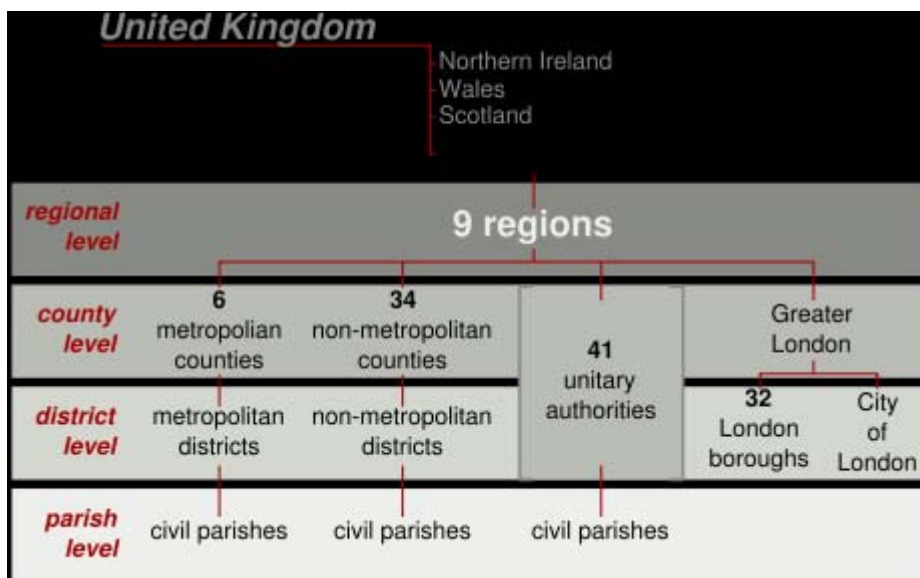 United Kingdom
Northern Ireland
Wales
Scotland
regional
level
9 regions
county
level
6
metropolian
counties
34
non-metropolitan
counties
41
unitary
authorities
Greater
London
district
level
metropolitan
districts
non-metropolitan
districts
32
London
boroughs
City
of
London
parish
level
civil parishes
civil parishes
civil parishes